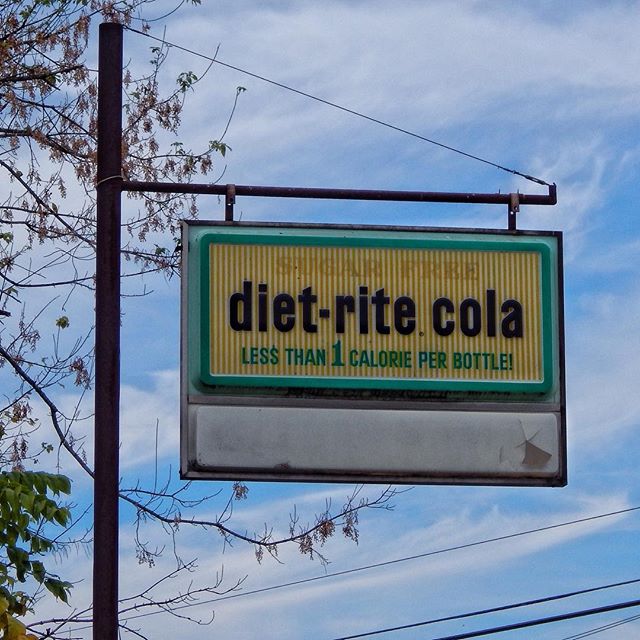 SUGAR FREE
diet-rite cola
LESS THAN 1 CALORIE PER BOTTLE!